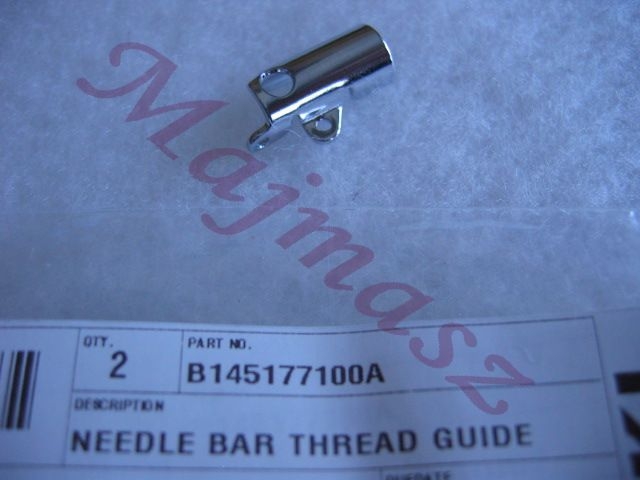 Majmasz
QTY.
2
PART NO.
B145177100A
DESCRIPTION
NEEDLE BAR THREAD GUIDE